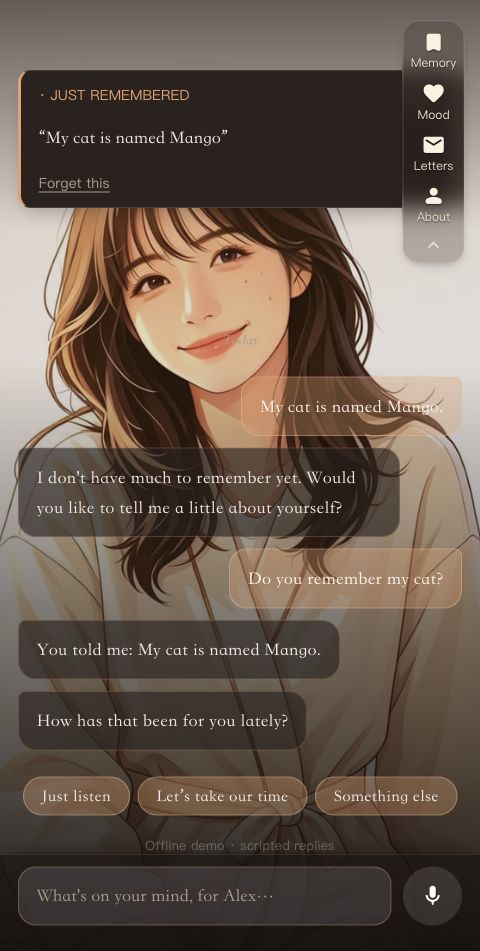 Memory
· JUST REMEMBERED
“My cat is named Mango”
Forget this
Mood
Letters
About
Today
My cat is named Mango.
I don't have much to remember yet. Would
you like to tell me a little about yourself?
Do you remember my cat?
You told me: My cat is named Mango.
How has that been for you lately?
Just listen
Let’s take our time
Something else
Offline demo · scripted replies
What's on your mind, for Alex···